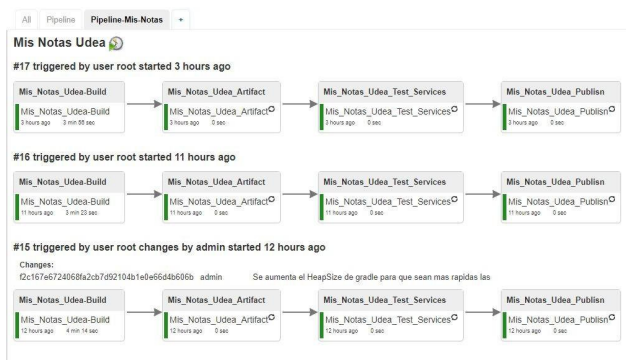 All Pipeline Pipeline-Mis-Notas +
Mis Notas Udea
#17 triggered by user root started 3 hours ago
Mis_Notas_Udea-Build Mis_Notas_Udea_Artifact Mis_Notas_Udea_Test_Services Mis_Notas_Udea_Publisn
Mis_Notas_Udea-Build Mis_Notas_Udea_Artifact Mis_Notas_Udea_Test_Services Mis_Notas_Udea_Publisn
3 hours ago 3 min 58 sec 3 hours ago 0 sec 3 hours ago 0 sec 3 hours ago 0 sec
#16 triggered by user root started 11 hours ago
Mis_Notas_Udea-Build Mis_Notas_Udea_Artifact Mis_Notas_Udea_Test_Services Mis_Notas_Udea_Publisn
Mis_Notas_Udea-Build Mis_Notas_Udea_Artifact Mis_Notas_Udea_Test_Services Mis_Notas_Udea_Publisn
11 hours ago 3 min 23 sec 11 hours ago 0 sec 11 hours ago 0 sec 11 hours ago 0 sec
#15 triggered by user root changes by admin started 12 hours ago
Changes:
f2c167e6724068fa2cb7d92104b1e0e66d4b606b admin Se aumenta el HeapSize de gradle para que sean mas rapidas las
Mis_Notas_Udea-Build Mis_Notas_Udea_Artifact Mis_Notas_Udea_Test_Services Mis_Notas_Udea_Publisn
Mis_Notas_Udea-Build Mis_Notas_Udea_Artifact Mis_Notas_Udea_Test_Services Mis_Notas_Udea_Publisn
12 hours ago 4 min 14 sec 12 hours ago 0 sec 12 hours ago 0 sec 12 hours ago 0 sec